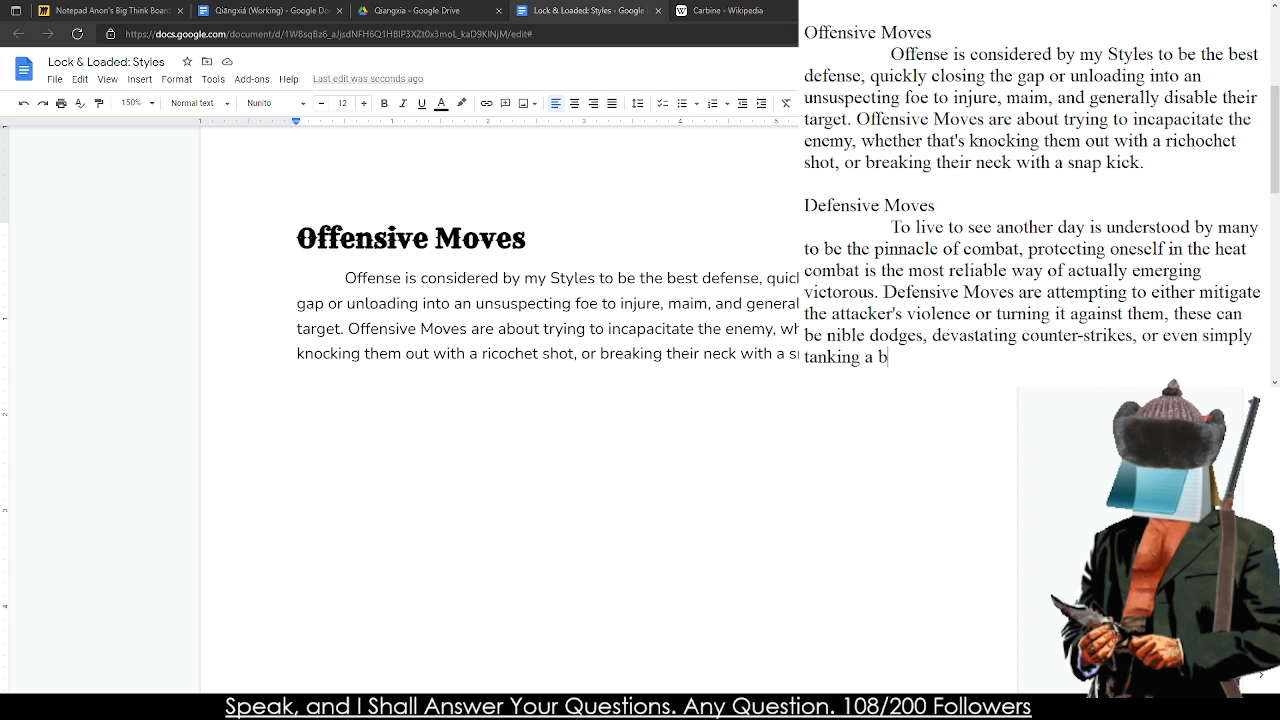 Notepad Anon's Big Think Board
Qiāngxiá (Working) - Google Do
Qiangxia - Google Drive
Lock & Loaded: Styles - Google
Carbine - Wikipedia
https://docs.google.com/document/d/1WBsqBz6_aJjsdNFH6Q1HBlP3XZt0x3moL_kaD9KlNjM/edit#
Lock & Loaded: Styles
File Edit View Insert Format Tools Add-ons Help Last edit was seconds ago
150% Normal text Nunito 12
Offensive Moves
Offense is considered by my Styles to be the best defense, quic
gap or unloading into an unsuspecting foe to injure, maim, and general
target. Offensive Moves are about trying to incapacitate the enemy, wh
knocking them out with a ricochet shot, or breaking their neck with a s
Offensive Moves
Offense is considered by my Styles to be the best
defense, quickly closing the gap or unloading into an
unsuspecting foe to injure, maim, and generally disable their
target. Offensive Moves are about trying to incapacitate the
enemy, whether that's knocking them out with a richochet
shot, or breaking their neck with a snap kick.
Defensive Moves
To live to see another day is understood by many
to be the pinnacle of combat, protecting oneself in the heat
combat is the most reliable way of actually emerging
victorous. Defensive Moves are attempting to either mitigate
the attacker's violence or turning it against them, these can
be nible dodges, devastating counter-strikes, or even simply
tanking a b
Speak, and I Shall Answer Your Questions. Any Question. 108/200 Followers